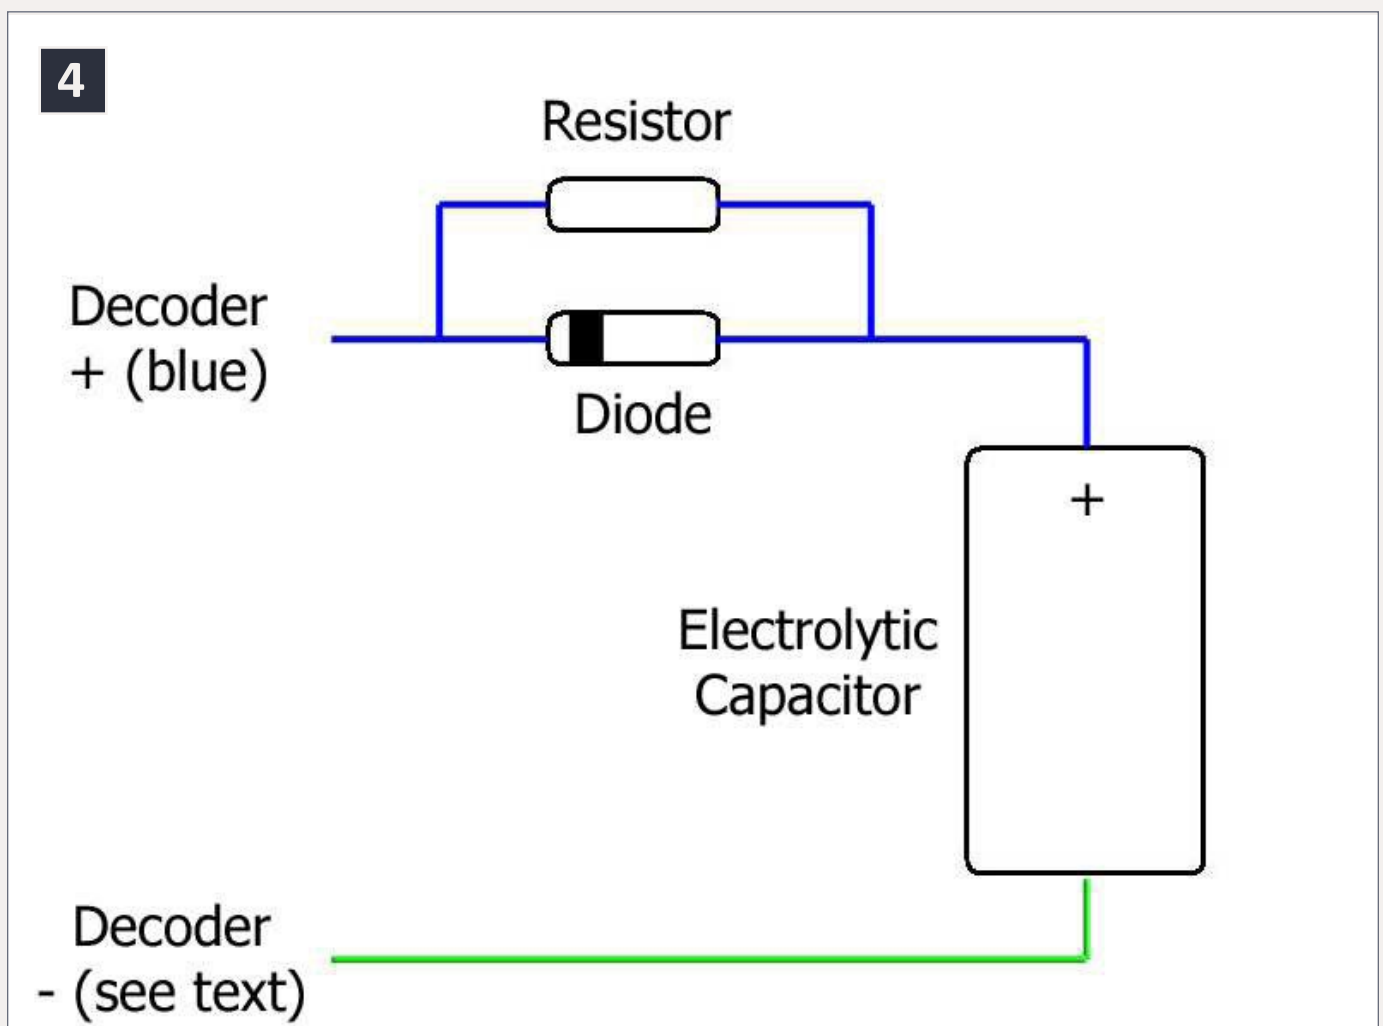 4
Resistor
Decoder
+ (blue)
Diode
+
Electrolytic
Capacitor
Decoder
- (see text)